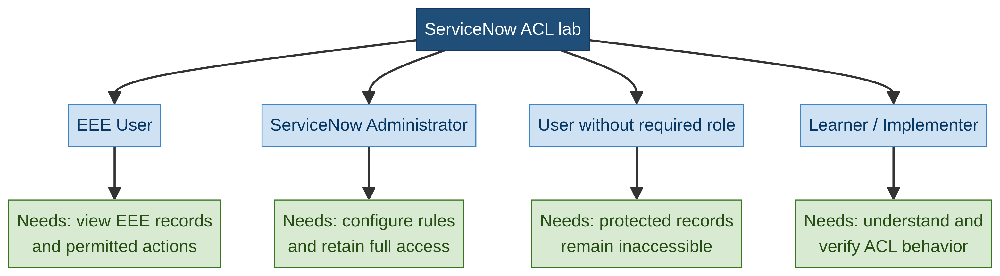 ServiceNow ACL lab
EEE User
ServiceNow Administrator
User without required role
Learner / Implementer
Needs: view EEE records
and permitted actions
Needs: configure rules
and retain full access
Needs: protected records
remain inaccessible
Needs: understand and
verify ACL behavior